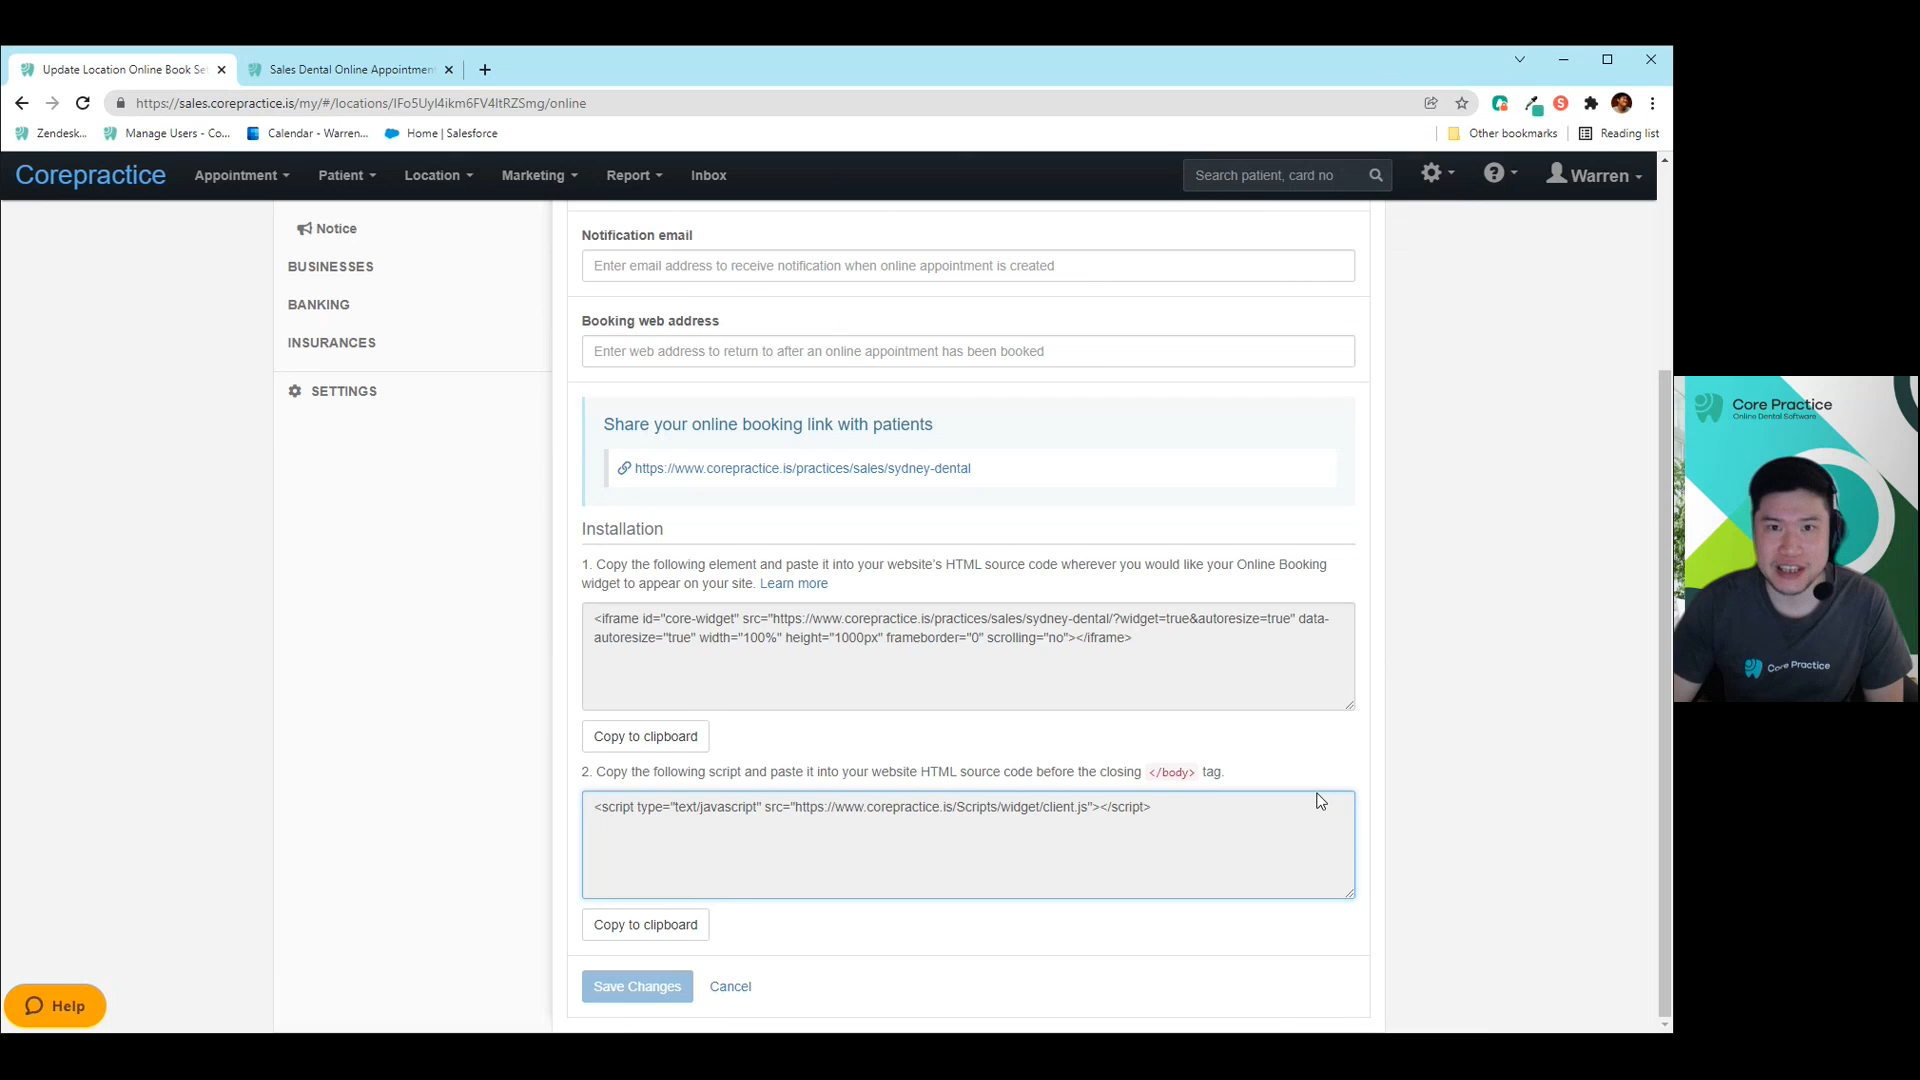 Update Location Online Book Se
Sales Dental Online Appointmen
https://sales.corepractice.is/my/#/locations/IFo5Uyl4ikm6FV4ltRZSmg/online
Zendesk...
Manage Users - Co...
Calendar - Warren...
Home | Salesforce
Other bookmarks
Reading list
Corepractice
Appointment
Patient
Location
Marketing
Report
Inbox
Search patient, card no
Warren
Notice
BUSINESSES
BANKING
INSURANCES
SETTINGS
Notification email
Enter email address to receive notification when online appointment is created
Booking web address
Enter web address to return to after an online appointment has been booked
Share your online booking link with patients
https://www.corepractice.is/practices/sales/sydney-dental
Installation
1. Copy the following element and paste it into your website's HTML source code wherever you would like your Online Booking
widget to appear on your site. Learn more
<iframe id="core-widget" src="https://www.corepractice.is/practices/sales/sydney-dental/?widget=true&autoresize=true" data-
autoresize="true" width="100%" height="1000px" frameborder="0" scrolling="no"></iframe>
Copy to clipboard
2. Copy the following script and paste it into your website HTML source code before the closing </body> tag.
<script type="text/javascript" src="https://www.corepractice.is/Scripts/widget/client.js"></script>
Copy to clipboard
Save Changes
Cancel
Help
Core Practice
Online Dental Software
Core Practice